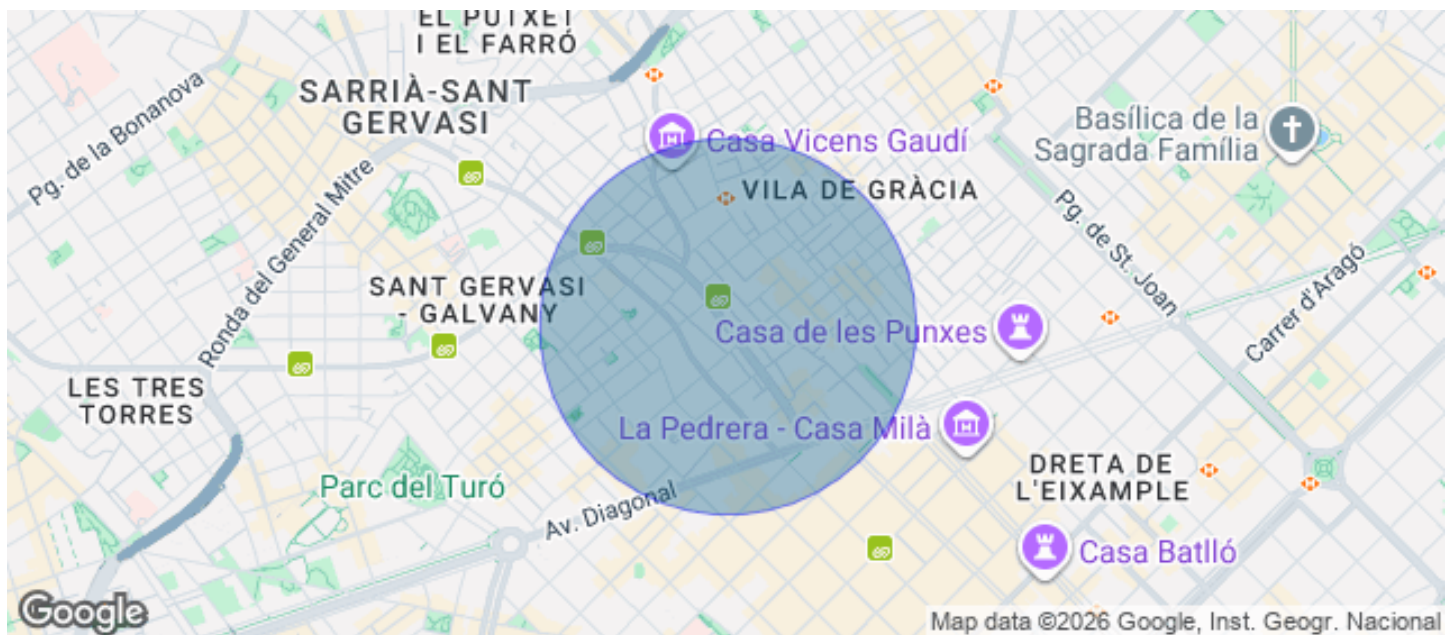 EL PUTXET
I EL FARRÓ
Pg. de la Bonanova
SARRIÀ-SANT
GERVASI
Casa Vicens Gaudí
Basílica de la
Sagrada Família
VILA DE GRÀCIA
Ronda del General Mitre
Pg. de St. Joan
Carrer d'Aragó
SANT GERVASI
- GALVANY
Casa de les Punxes
LES TRES
TORRES
La Pedrera - Casa Milà
DRETA DE
L'EIXAMPLE
Parc del Turó
Av. Diagonal
Casa Batlló
Google
Map data ©2026 Google, Inst. Geogr. Nacional